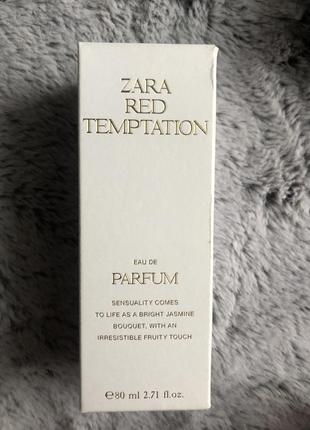 ZARA
RED
TEMPTATION
EAU DE
PARFUM
SENSUALITY COMES
TO LIFE AS A BRIGHT JASMINE
BOUQUET, WITH AN
IRRESISTIBLE FRUITY TOUCH
℮80 ml 2.71 fl.oz.